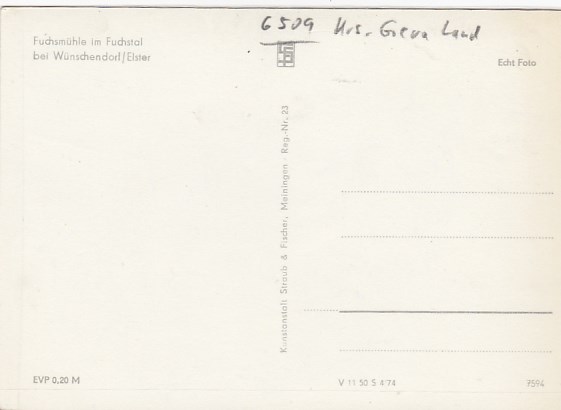 6509 Krs. Gera Land
Fuchsmühle im Fuchstal
bei Wünschendorf/Elster
Echt Foto
Kunstanstalt Straub & Fischer, Meiningen · Reg.-Nr. 23
EVP 0,20 M
V 11 50 S 4 74
7594